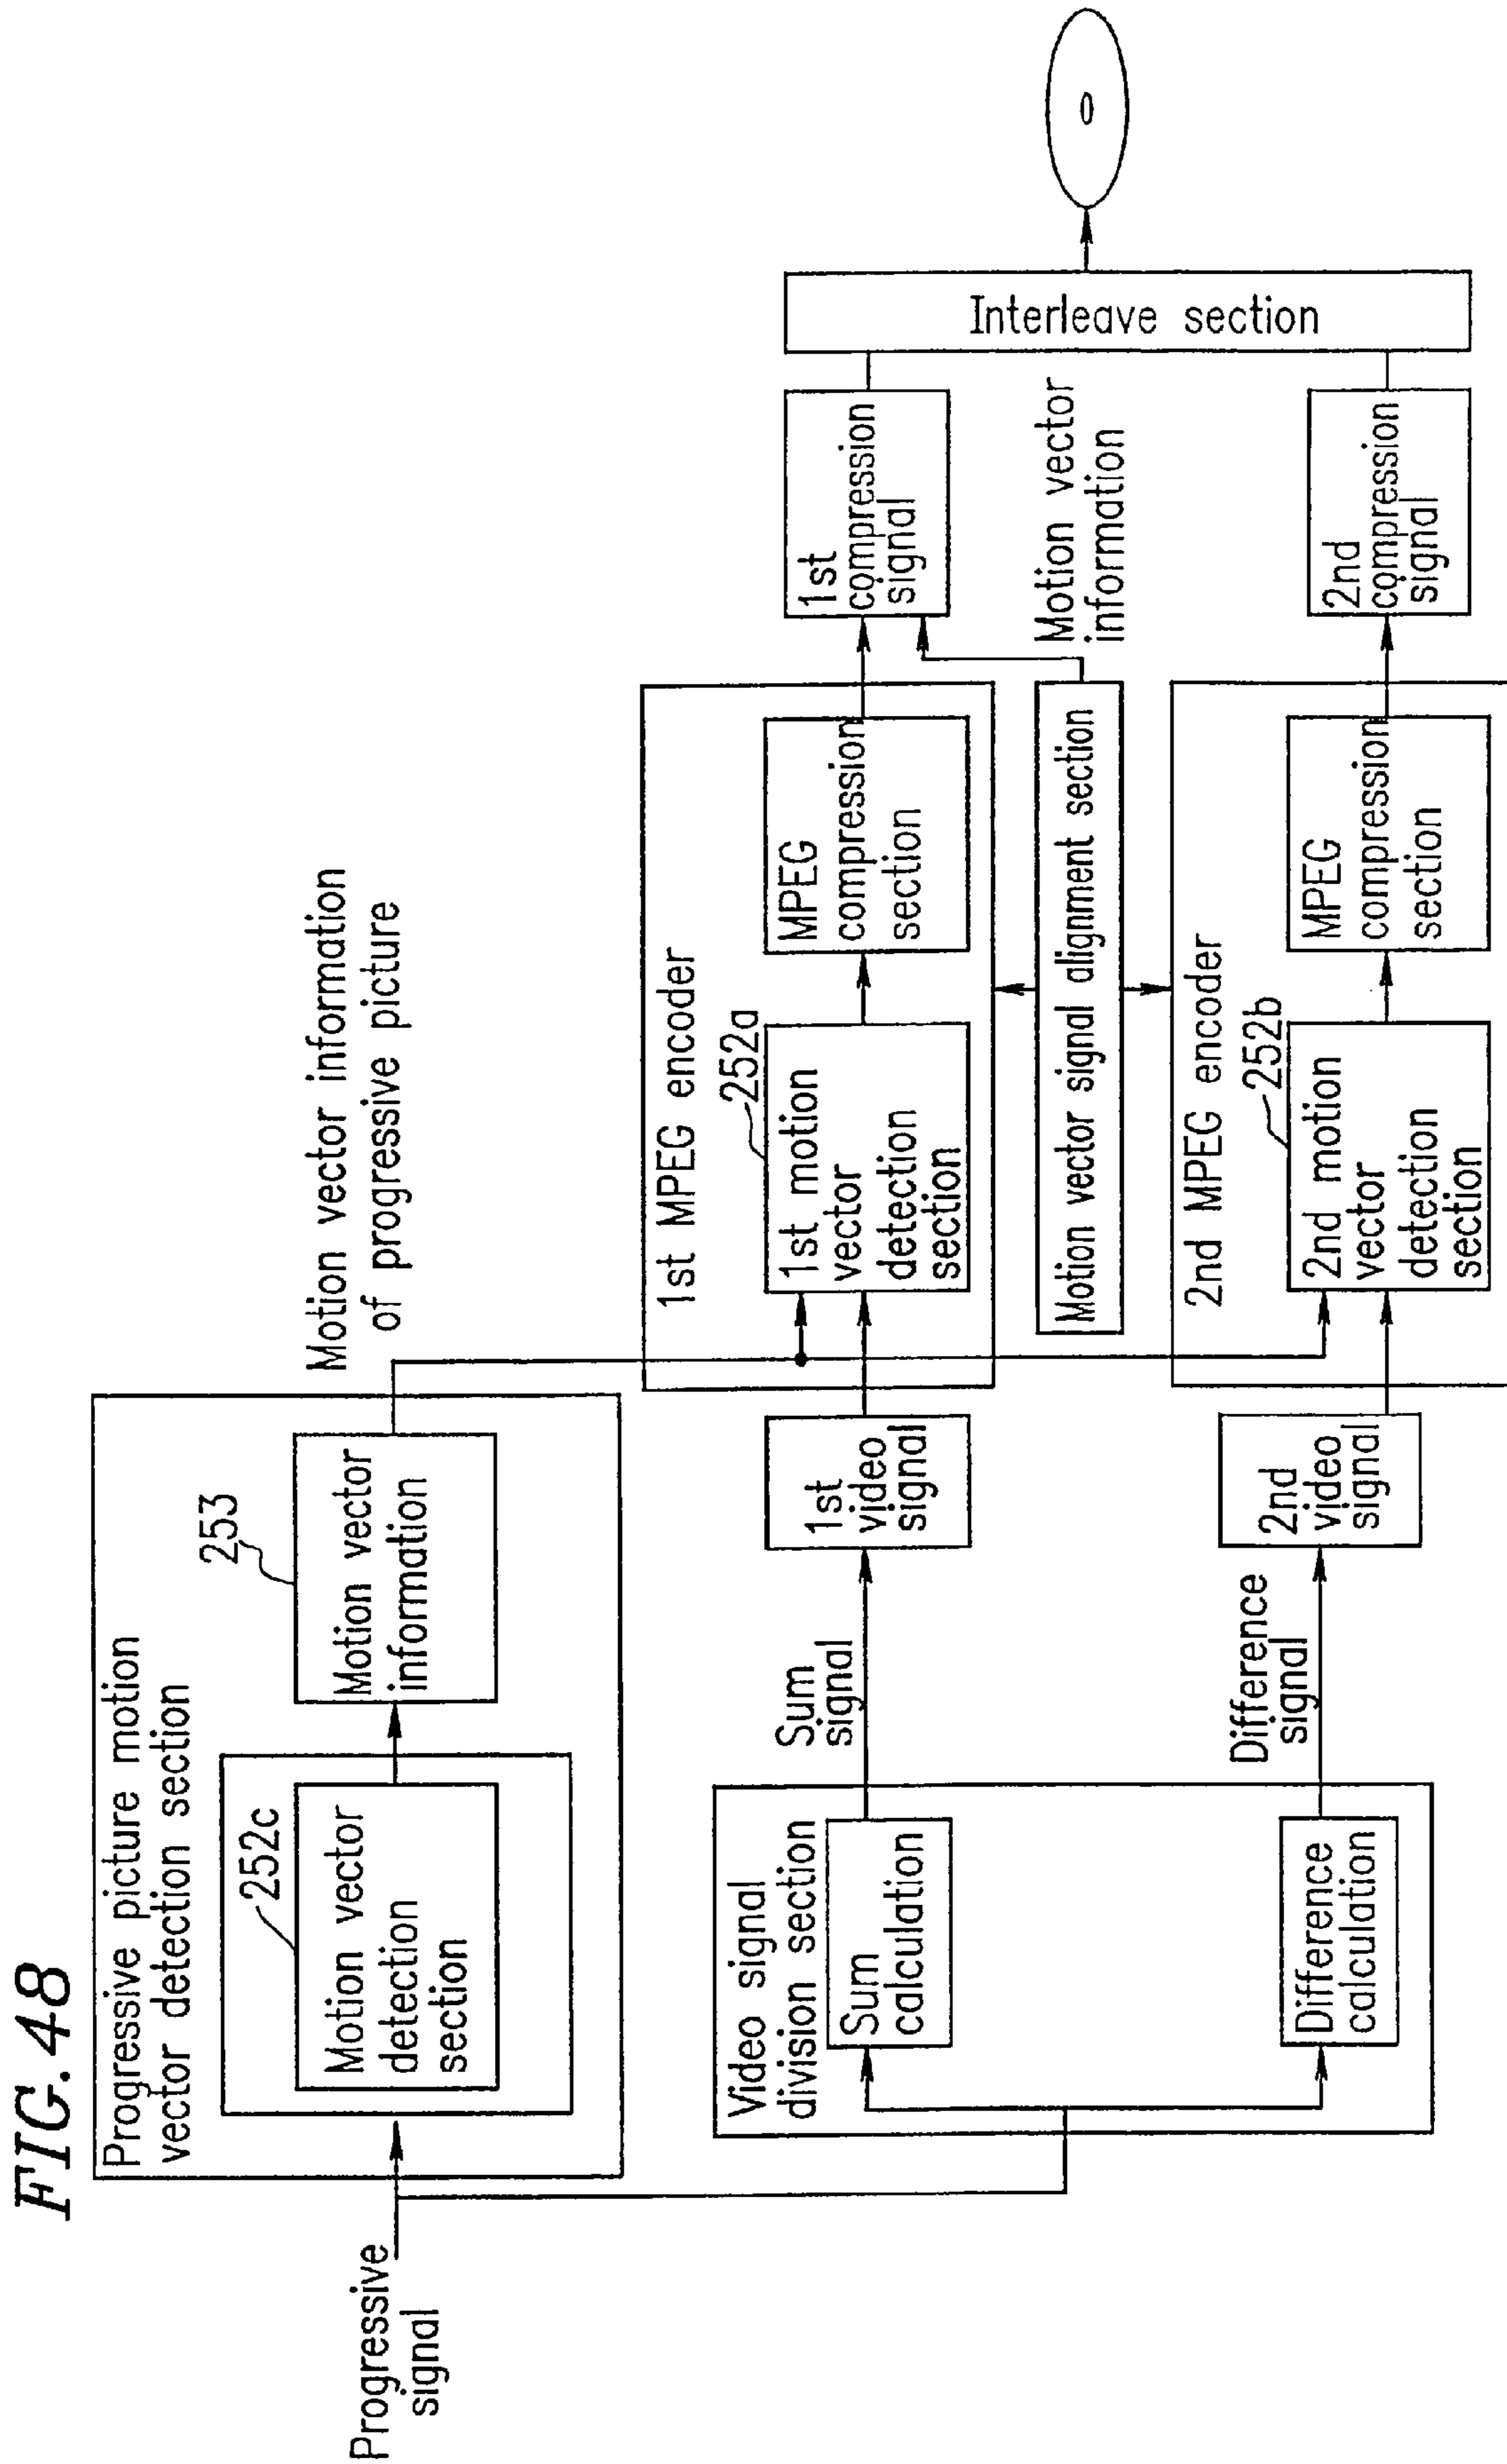 FIG. 48
Progressive
signal
Progressive picture motion
vector detection section
252c
Motion vector
detection
section
253
Motion vector
information
Motion vector information
of progressive picture
Video signal
division section
Sum
calculation
Difference
calculation
Sum
signal
Difference
signal
1st
video
signal
2nd
video
signal
1st MPEG encoder
252a
1st motion
vector
detection
section
MPEG
compression
section
Motion vector signal alignment section
2nd MPEG encoder
252b
2nd motion
vector
detection
section
MPEG
compression
section
1st
compression
signal
Motion vector
information
2nd
compression
signal
Interleave section